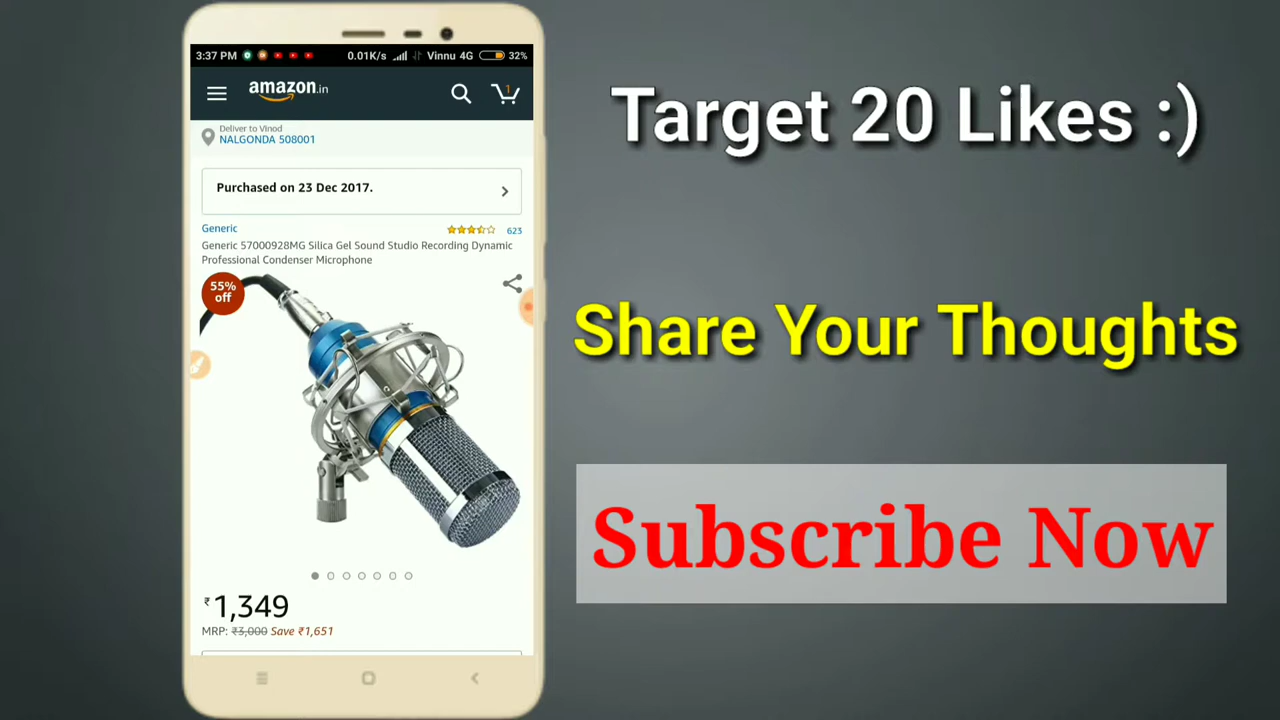 3:37 PM 0.01K/s Vinnu 4G 32%
amazon.in
1
Deliver to Vinod
NALGONDA 508001
Purchased on 23 Dec 2017.
Generic 623
Generic 57000928MG Silica Gel Sound Studio Recording Dynamic
Professional Condenser Microphone
55%
off
₹1,349
MRP: ₹3,000 Save ₹1,651
Target 20 Likes :)
Share Your Thoughts
Subscribe Now